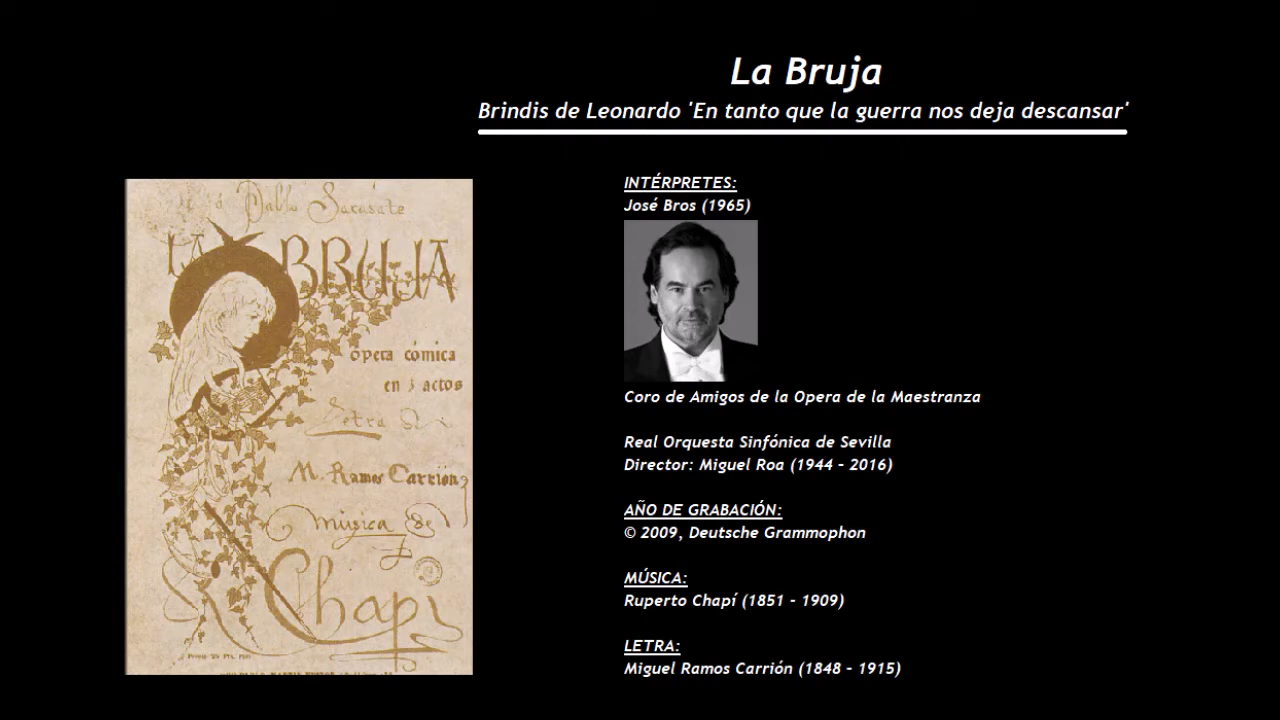 La Bruja
Brindis de Leonardo 'En tanto que la guerra nos deja descansar'
á Pablo Sarasate
LA BRUJA
ópera cómica
en 3 actos
Letra de
M. Ramos Carrión
música de
Chapí
INTÉRPRETES:
José Bros (1965)
Coro de Amigos de la Opera de la Maestranza
Real Orquesta Sinfónica de Sevilla
Director: Miguel Roa (1944 - 2016)
AÑO DE GRABACIÓN:
© 2009, Deutsche Grammophon
MÚSICA:
Ruperto Chapí (1851 - 1909)
LETRA:
Miguel Ramos Carrión (1848 - 1915)